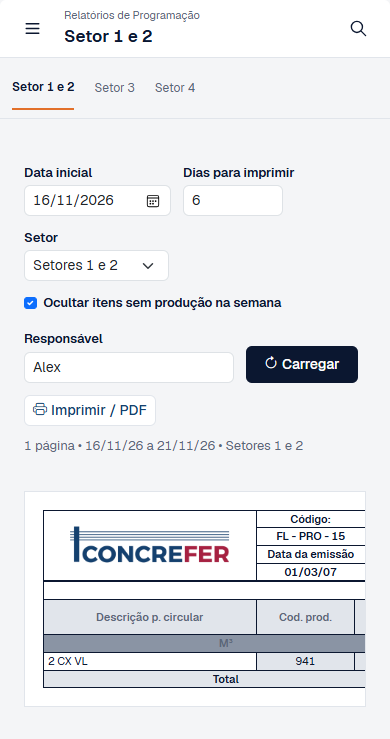 Relatórios de Programação
Setor 1 e 2
Setor 1 e 2 Setor 3 Setor 4
Data inicial Dias para imprimir
16/11/2026 6
Setor
Setores 1 e 2
Ocultar itens sem produção na semana
Responsável
Alex Carregar
Imprimir / PDF
1 página • 16/11/26 a 21/11/26 • Setores 1 e 2
CONCREFER
Código:
FL - PRO - 15
Data da emissão
01/03/07
Descrição p. circular Cod. prod.
M³
2 CX VL 941
Total